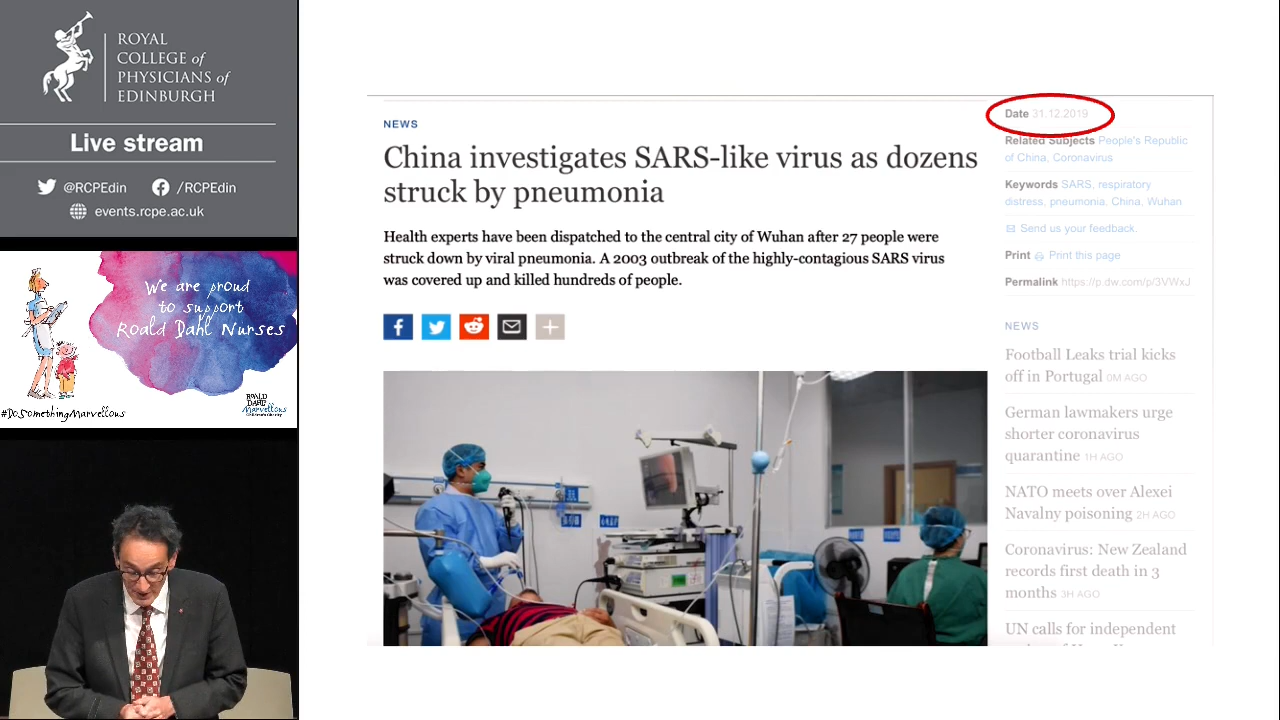 ROYAL
COLLEGE of
PHYSICIANS of
EDINBURGH
Live stream
@RCPEdin
/RCPEdin
events.rcpe.ac.uk
We are proud
to support
Roald Dahl Nurses
#DoSomethingMarvellous
ROALD
DAHL'S
Marvellous
NEWS
China investigates SARS-like virus as dozens
struck by pneumonia
Health experts have been dispatched to the central city of Wuhan after 27 people were
struck down by viral pneumonia. A 2003 outbreak of the highly-contagious SARS virus
was covered up and killed hundreds of people.
Date 31.12.2019
Related Subjects People's Republic
of China, Coronavirus
Keywords SARS, respiratory
distress, pneumonia, China, Wuhan
Send us your feedback.
Print Print this page
Permalink https://p.dw.com/p/3VWxJ
NEWS
Football Leaks trial kicks
off in Portugal 0M AGO
German lawmakers urge
shorter coronavirus
quarantine 1H AGO
NATO meets over Alexei
Navalny poisoning 2H AGO
Coronavirus: New Zealand
records first death in 3
months 3H AGO
UN calls for independent